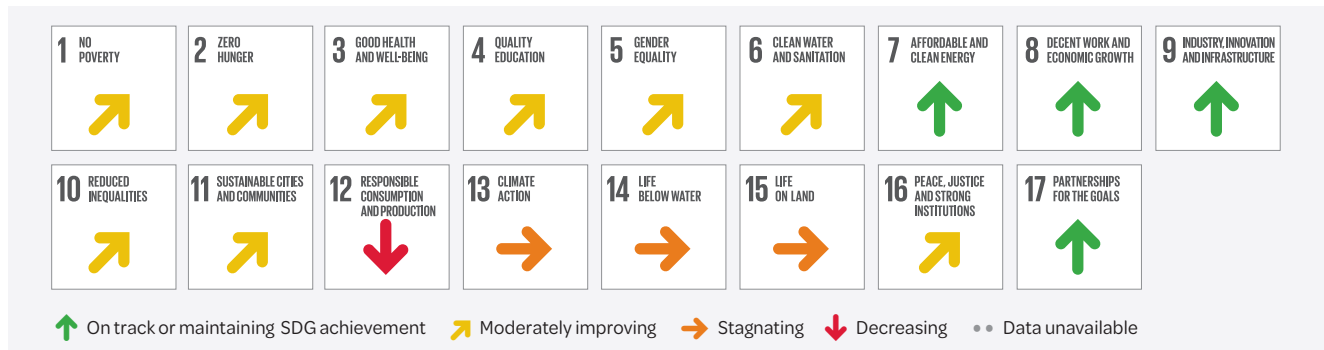 1 NO
POVERTY
2 ZERO
HUNGER
3 GOOD HEALTH
AND WELL-BEING
4 QUALITY
EDUCATION
5 GENDER
EQUALITY
6 CLEAN WATER
AND SANITATION
7 AFFORDABLE AND
CLEAN ENERGY
8 DECENT WORK AND
ECONOMIC GROWTH
9 INDUSTRY, INNOVATION
AND INFRASTRUCTURE
10 REDUCED
INEQUALITIES
11 SUSTAINABLE CITIES
AND COMMUNITIES
12 RESPONSIBLE
CONSUMPTION
AND PRODUCTION
13 CLIMATE
ACTION
14 LIFE
BELOW WATER
15 LIFE
ON LAND
16 PEACE, JUSTICE
AND STRONG
INSTITUTIONS
17 PARTNERSHIPS
FOR THE GOALS
On track or maintaining SDG achievement
Moderately improving
Stagnating
Decreasing
Data unavailable